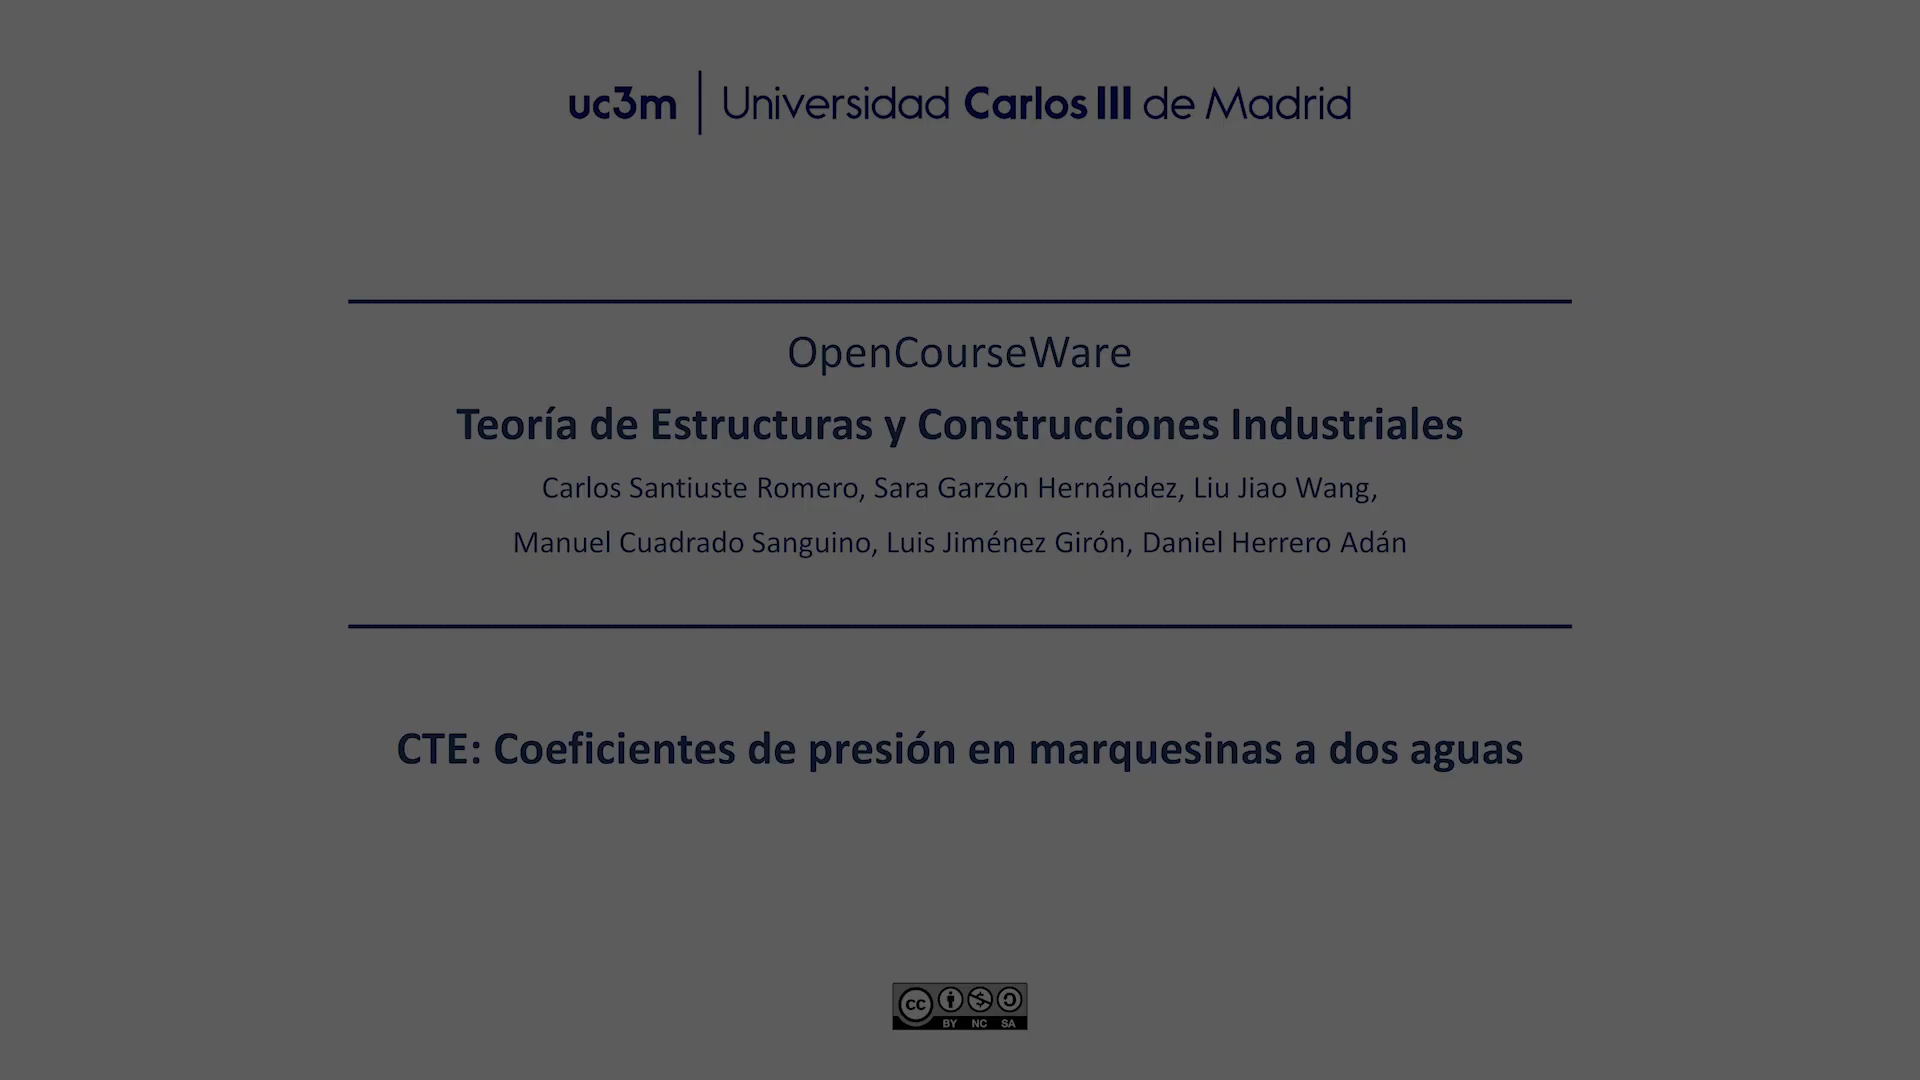 uc3m | Universidad Carlos III de Madrid
OpenCourseWare
Teoría de Estructuras y Construcciones Industriales
Carlos Santiuste Romero, Sara Garzón Hernández, Liu Jiao Wang,
Manuel Cuadrado Sanguino, Luis Jiménez Girón, Daniel Herrero Adán
CTE: Coeficientes de presión en marquesinas a dos aguas
cc BY NC SA